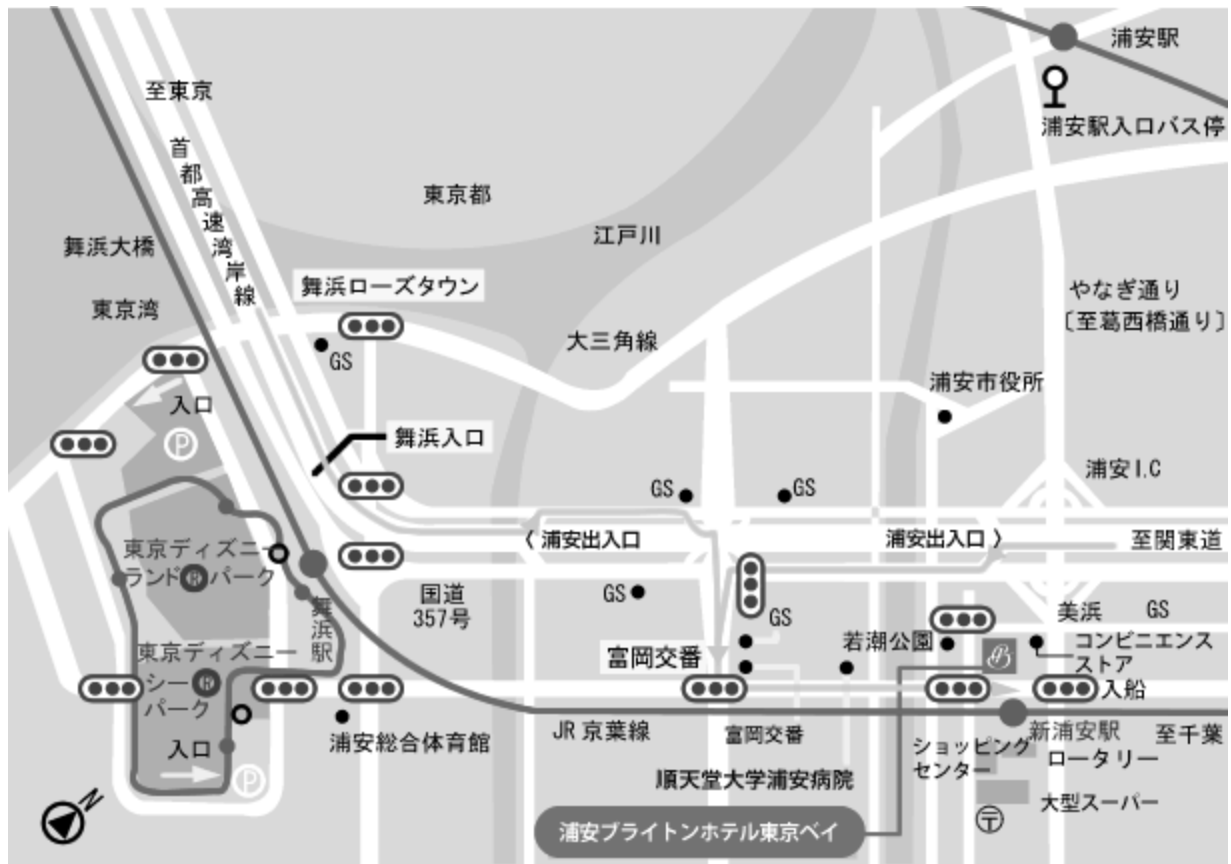 浦安駅
至東京
浦安駅入口バス停
首都高速湾岸線
東京都
舞浜大橋
江戸川
舞浜ローズタウン
東京湾
やなぎ通り
〔至葛西橋通り〕
大三角線
GS
浦安市役所
入口
P
舞浜入口
浦安I.C
GS
GS
〈 浦安出入口
浦安出入口 〉
至関東道
東京ディズニー
ランドRパーク
舞浜駅
国道
357号
GS
GS
美浜
GS
若潮公園
コンビニエンス
ストア
富岡交番
B
東京ディズニー
シーR
パーク
入船
浦安総合体育館
JR 京葉線
富岡交番
新浦安駅
至千葉
入口
ショッピング
センター
ロータリー
順天堂大学浦安病院
P
大型スーパー
N
〒
浦安ブライトンホテル東京ベイ